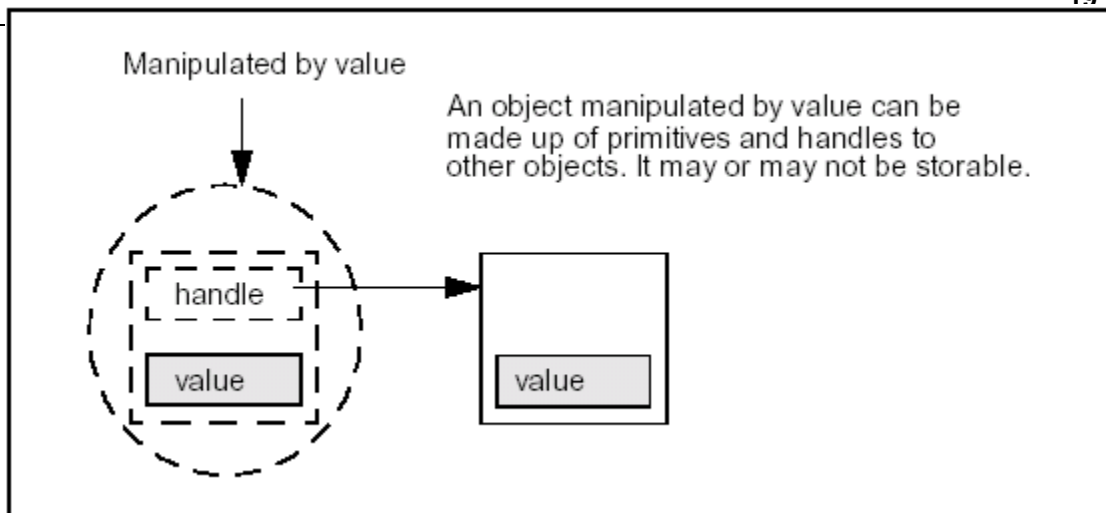 Manipulated by value
An object manipulated by value can be
made up of primitives and handles to
other objects. It may or may not be storable.
handle
value
value